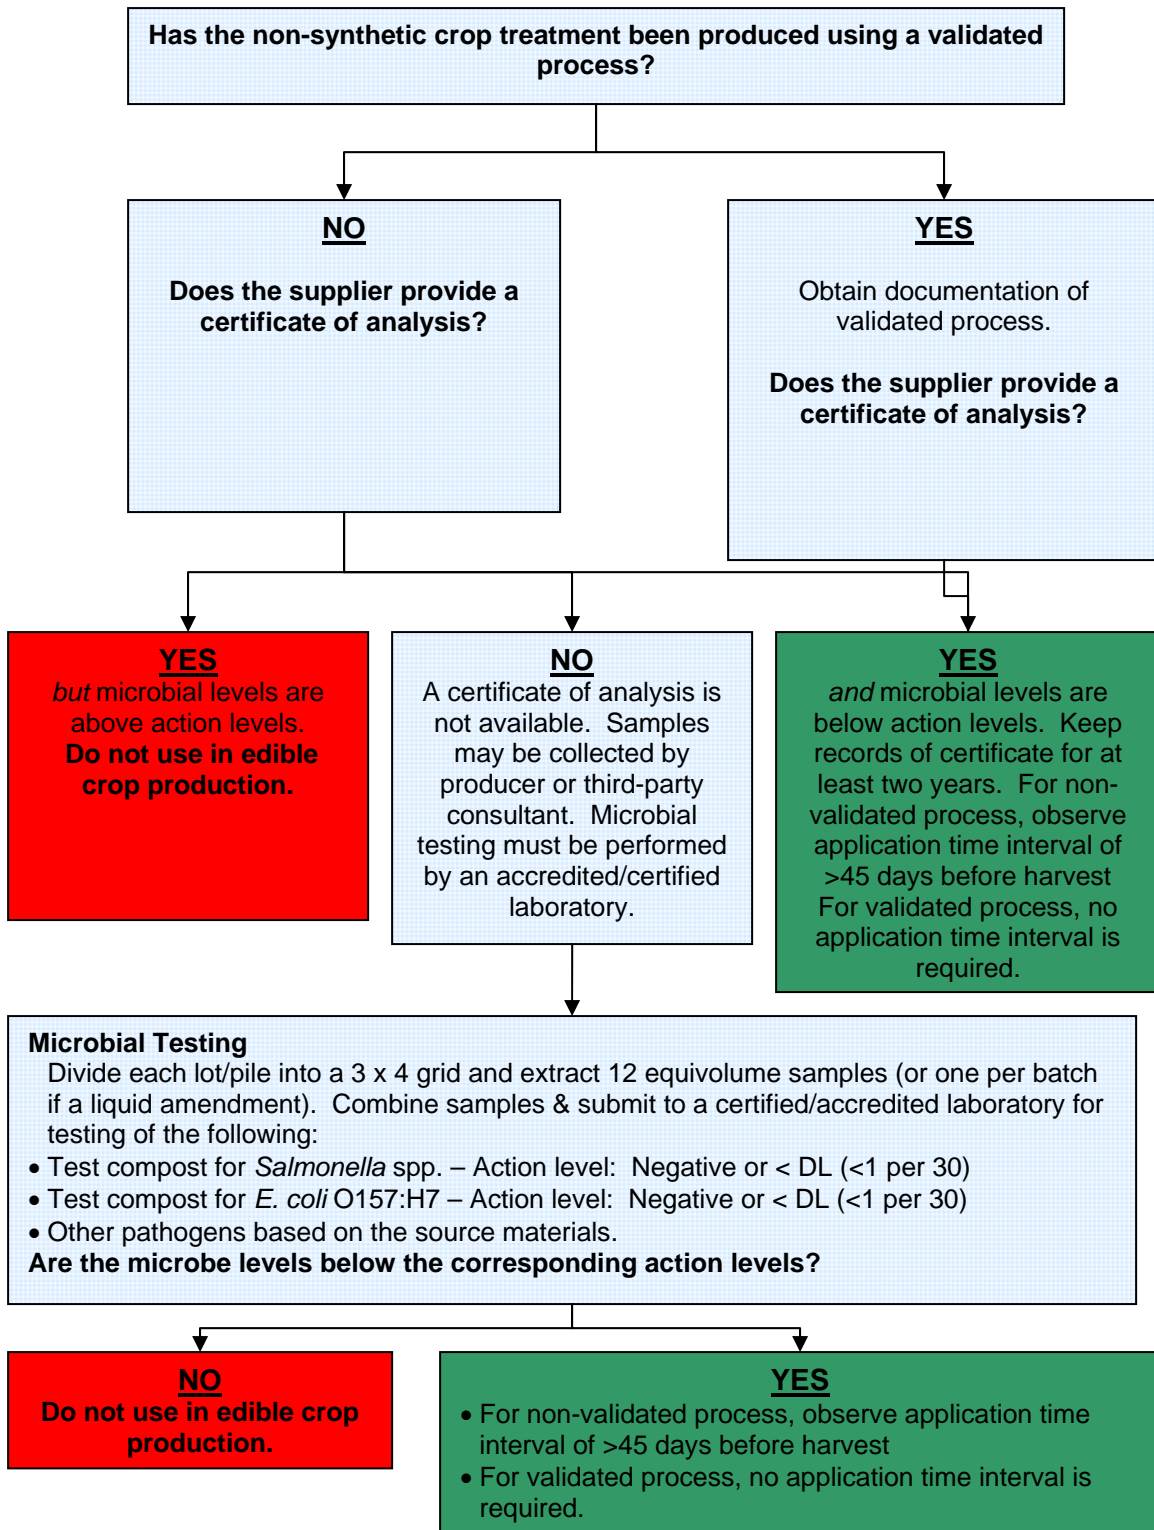 Has the non-synthetic crop treatment been produced using a validated
process?
NO
Does the supplier provide a
certificate of analysis?
YES
Obtain documentation of
validated process.
Does the supplier provide a
certificate of analysis?
YES
but microbial levels are
above action levels.
Do not use in edible
crop production.
NO
A certificate of analysis is
not available.  Samples
may be collected by
producer or third-party
consultant.  Microbial
testing must be performed
by an accredited/certified
laboratory.
YES
and microbial levels are
below action levels.  Keep
records of certificate for at
least two years.  For non-
validated process, observe
application time interval of
>45 days before harvest
For validated process, no
application time interval is
required.
Microbial Testing
Divide each lot/pile into a 3 x 4 grid and extract 12 equivolume samples (or one per batch
if a liquid amendment).  Combine samples & submit to a certified/accredited laboratory for
testing of the following:
• Test compost for Salmonella spp. – Action level:  Negative or < DL (<1 per 30)
• Test compost for E. coli O157:H7 – Action level:  Negative or < DL (<1 per 30)
• Other pathogens based on the source materials.
Are the microbe levels below the corresponding action levels?
NO
Do not use in edible crop
production.
YES
• For non-validated process, observe application time
interval of >45 days before harvest
• For validated process, no application time interval is
required.